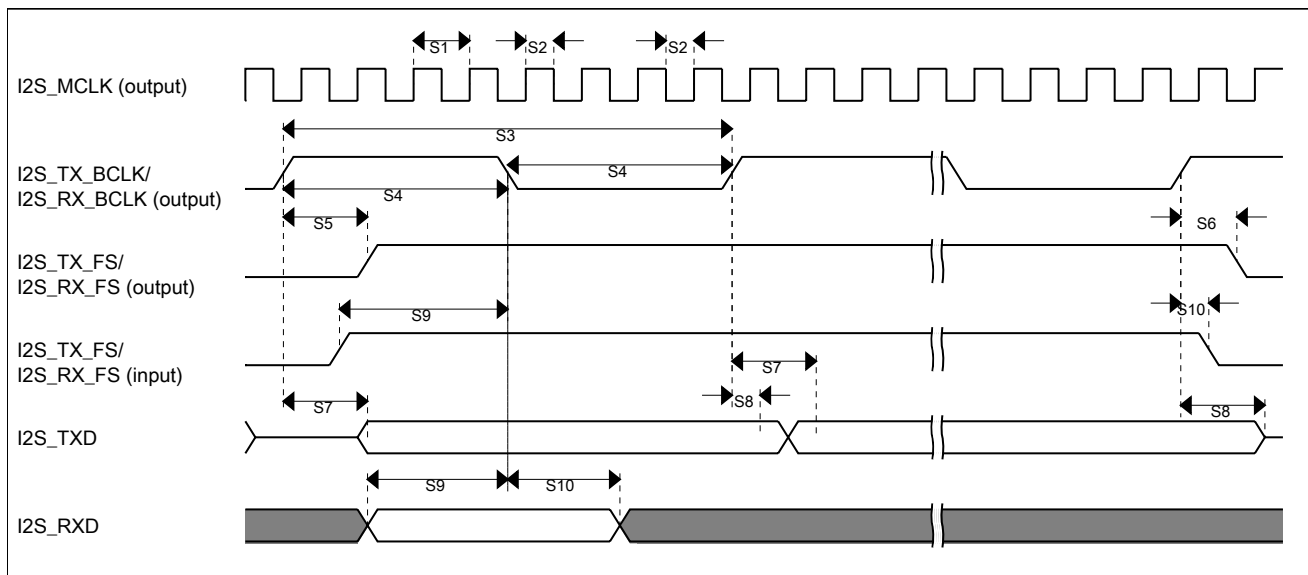 S1
S2
S2
I2S_MCLK (output)
S3
I2S_TX_BCLK/
I2S_RX_BCLK (output)
S4
S4
S5
S6
I2S_TX_FS/
I2S_RX_FS (output)
S9
S10
I2S_TX_FS/
I2S_RX_FS (input)
S7
S7
S8
S8
I2S_TXD
S9
S10
I2S_RXD